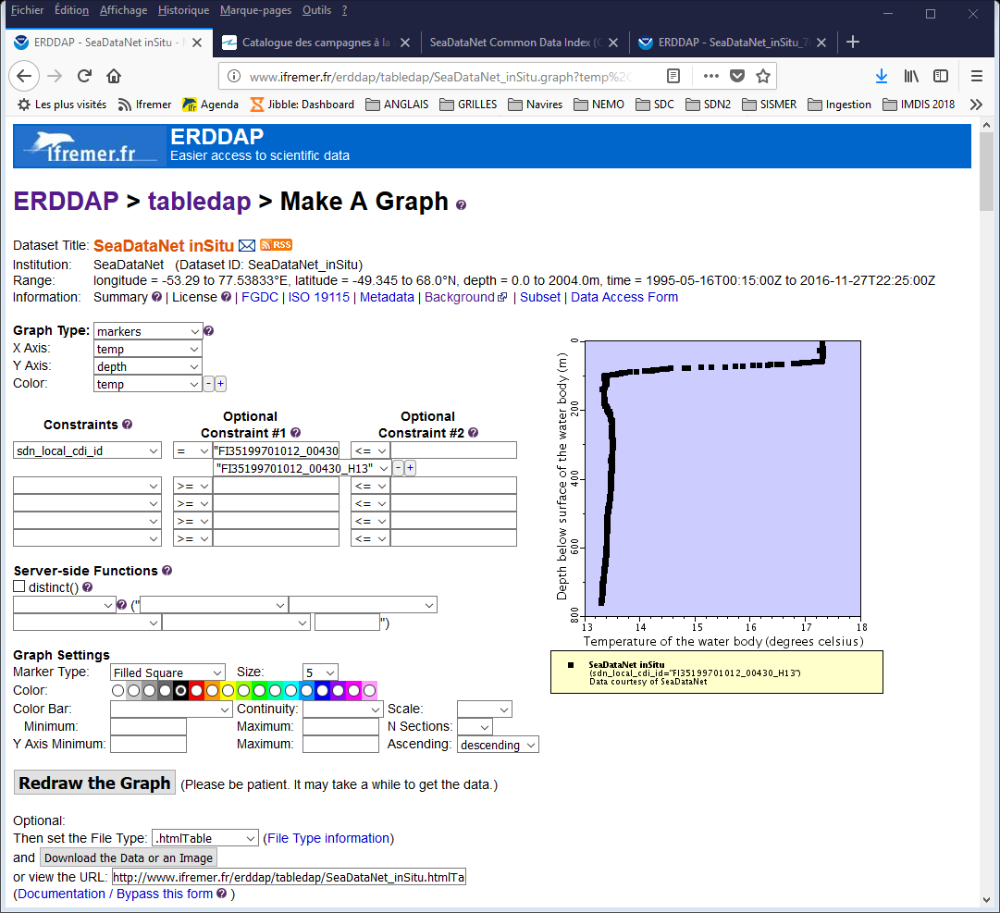 Fichier Édition Affichage Historique Marque-pages Outils ?
ERDDAP - SeaDataNet inSitu - M Catalogue des campagnes à la SeaDataNet Common Data Index (C ERDDAP - SeaDataNet_inSitu_7
www.ifremer.fr/erddap/tabledap/SeaDataNet_inSitu.graph?temp%2C
Les plus visités Ifremer Agenda Jibble: Dashboard ANGLAIS GRILLES Navires NEMO SDC SDN2 SISMER Ingestion IMDIS 2018
ifremer.fr
ERDDAP
Easier access to scientific data
ERDDAP > tabledap > Make A Graph ?
Dataset Title: SeaDataNet inSitu RSS
Institution: SeaDataNet (Dataset ID: SeaDataNet_inSitu)
Range: longitude = -53.29 to 77.53833°E, latitude = -49.345 to 68.0°N, depth = 0.0 to 2004.0m, time = 1995-05-16T00:15:00Z to 2016-11-27T22:25:00Z
Information: Summary ? | License ? | FGDC | ISO 19115 | Metadata | Background | Subset | Data Access Form
Graph Type: markers ?
X Axis: temp
Y Axis: depth
Color: temp - +
Constraints ? Optional Constraint #1 ? Optional Constraint #2 ?
sdn_local_cdi_id = "FI35199701012_00430 <=
"FI35199701012_00430_H13" - +
>= <=
>= <=
>= <=
>= <=
Server-side Functions ?
distinct() ?
? ("
")
Graph Settings
Marker Type: Filled Square Size: 5
Color:
Color Bar: Continuity: Scale:
Minimum: Maximum: N Sections:
Y Axis Minimum: Maximum: Ascending: descending
Redraw the Graph (Please be patient. It may take a while to get the data.)
Optional:
Then set the File Type: .htmlTable (File Type information)
and Download the Data or an Image
or view the URL: http://www.ifremer.fr/erddap/tabledap/SeaDataNet_inSitu.htmlTa
(Documentation / Bypass this form ? )
Depth below surface of the water body (m)
0
200
400
600
800
13 14 15 16 17 18
Temperature of the water body (degrees celsius)
SeaDataNet inSitu
(sdn_local_cdi_id="FI35199701012_00430_H13")
Data courtesy of SeaDataNet